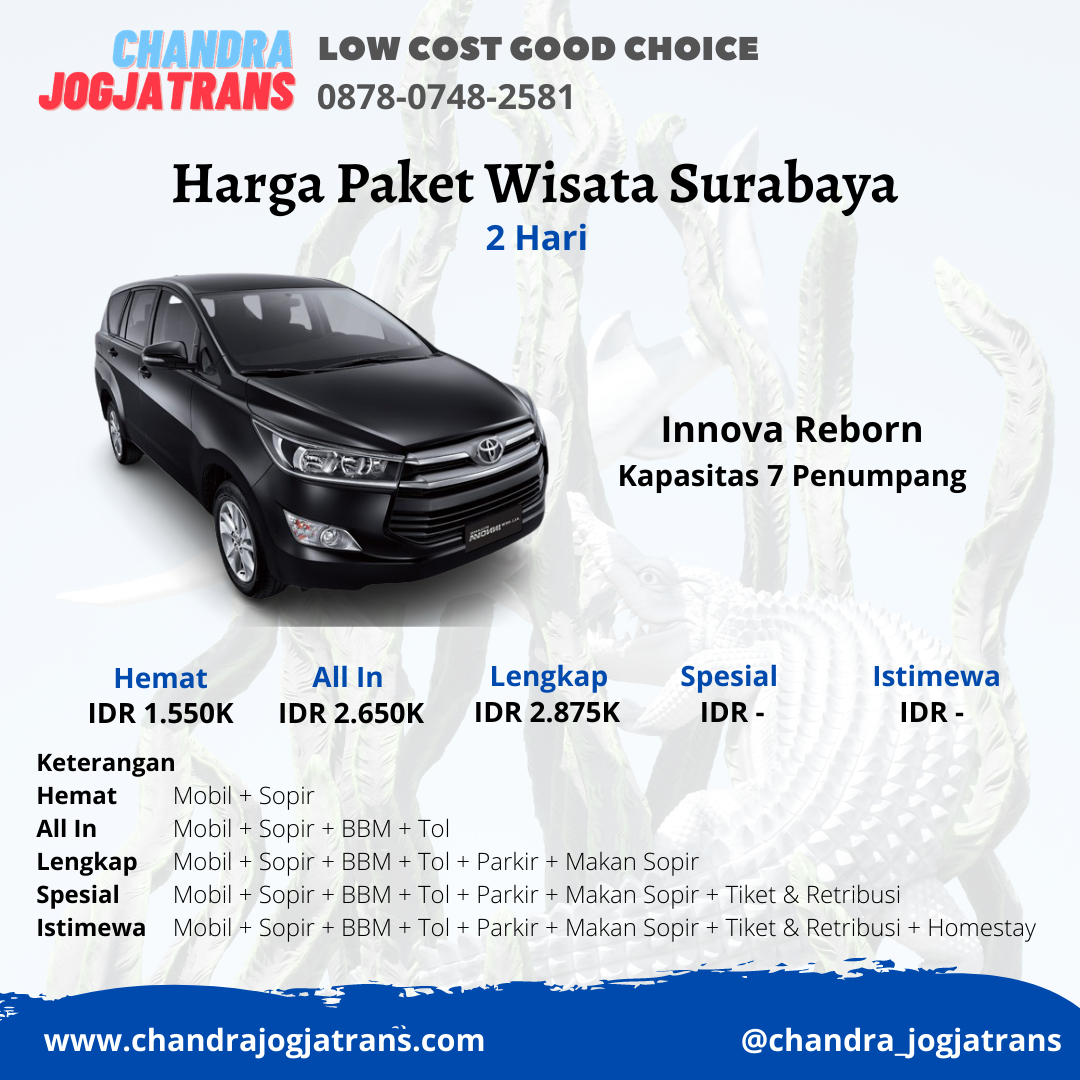 CHANDRA
JOGJATRANS
LOW COST GOOD CHOICE
0878-0748-2581
Harga Paket Wisata Surabaya
2 Hari
Innova Reborn
Kapasitas 7 Penumpang
Hemat All In Lengkap Spesial Istimewa
IDR 1.550K IDR 2.650K IDR 2.875K IDR - IDR -
Keterangan
Hemat Mobil + Sopir
All In Mobil + Sopir + BBM + Tol
Lengkap Mobil + Sopir + BBM + Tol + Parkir + Makan Sopir
Spesial Mobil + Sopir + BBM + Tol + Parkir + Makan Sopir + Tiket & Retribusi
Istimewa Mobil + Sopir + BBM + Tol + Parkir + Makan Sopir + Tiket & Retribusi + Homestay
www.chandrajogjatrans.com
@chandra_jogjatrans